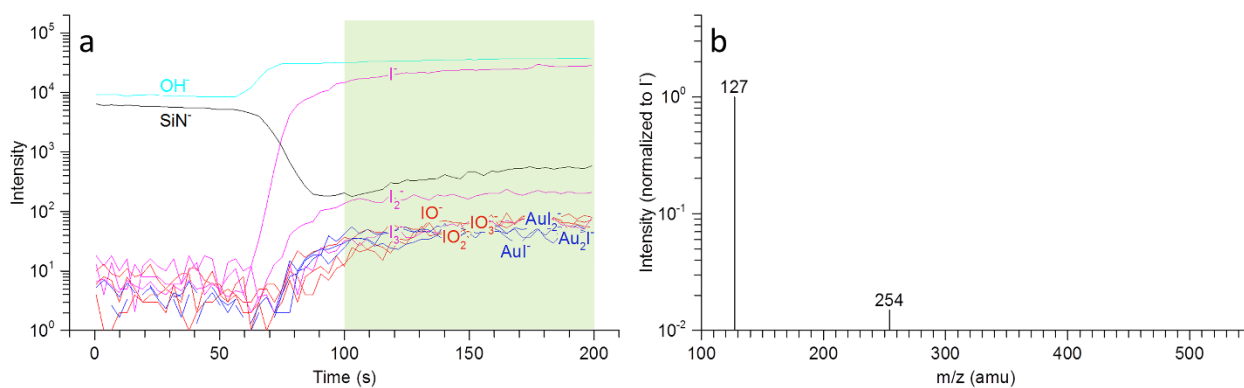 a
Intensity
10⁵
10⁴
10³
10²
10¹
10⁰
OH⁻
SiN⁻
I⁻
I₂⁻
I₃⁻
IO⁻
IO₂⁻
IO₃⁻
AuI₂⁻
AuI⁻
Au₂I⁻
0 50 100 150 200
Time (s)
b
Intensity (normalized to I⁻)
10⁰
10⁻¹
10⁻²
127
254
100 200 300 400 500
m/z (amu)